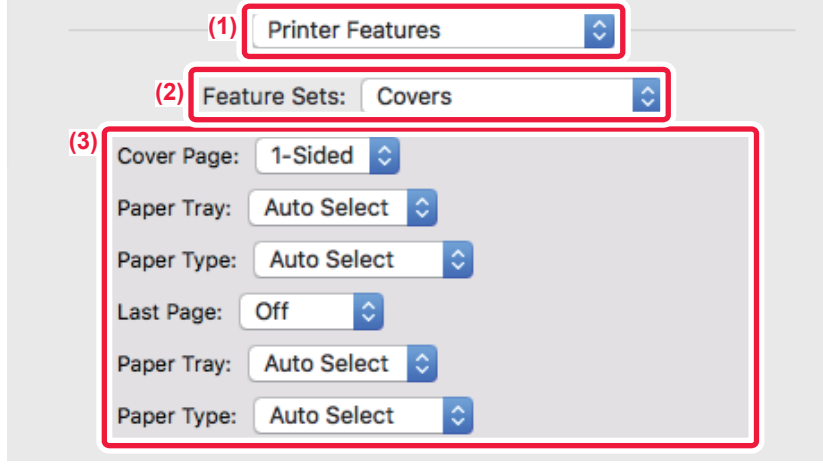 (1) Printer Features
(2) Feature Sets: Covers
(3)
Cover Page: 1-Sided
Paper Tray: Auto Select
Paper Type: Auto Select
Last Page: Off
Paper Tray: Auto Select
Paper Type: Auto Select